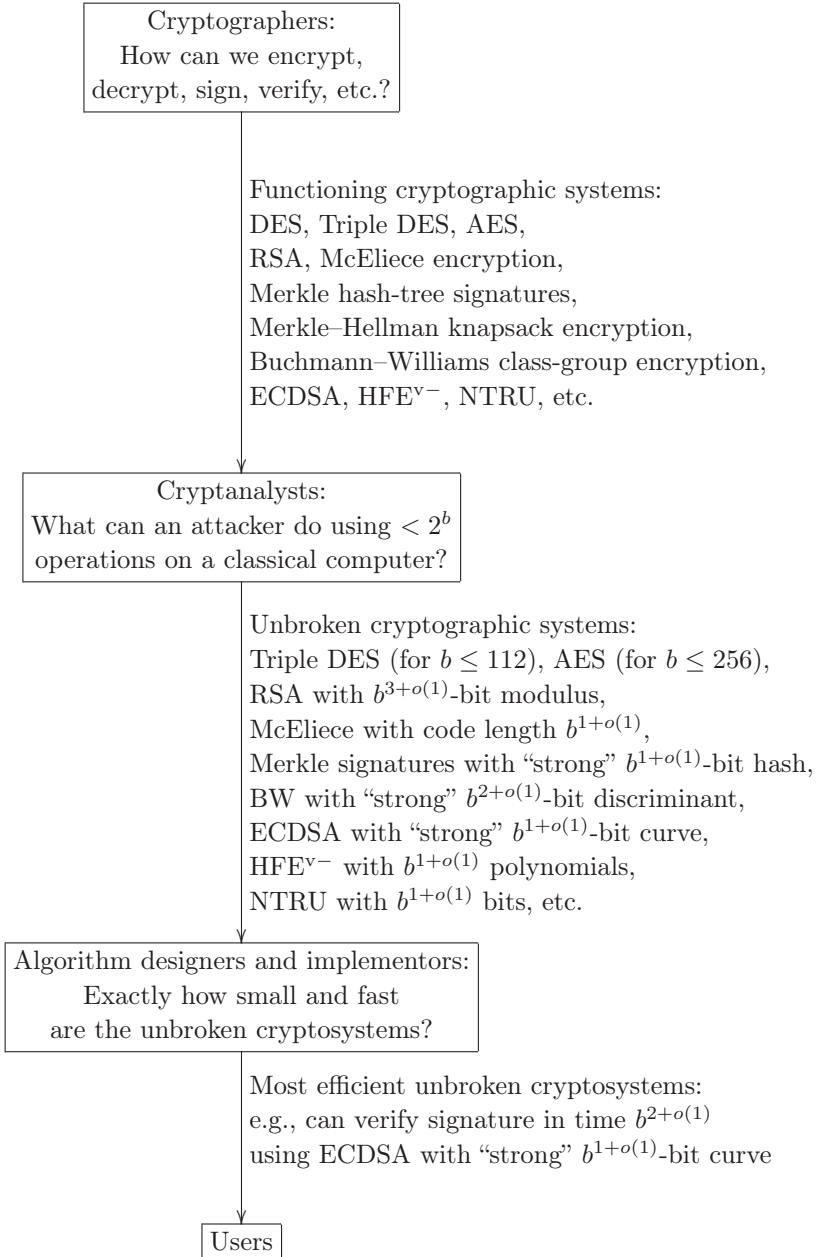 Cryptographers:
How can we encrypt,
decrypt, sign, verify, etc.?
Functioning cryptographic systems:
DES, Triple DES, AES,
RSA, McEliece encryption,
Merkle hash-tree signatures,
Merkle–Hellman knapsack encryption,
Buchmann–Williams class-group encryption,
ECDSA, HFE^{v−}, NTRU, etc.
Cryptanalysts:
What can an attacker do using < 2^b
operations on a classical computer?
Unbroken cryptographic systems:
Triple DES (for b ≤ 112), AES (for b ≤ 256),
RSA with b^{3+o(1)}-bit modulus,
McEliece with code length b^{1+o(1)},
Merkle signatures with “strong” b^{1+o(1)}-bit hash,
BW with “strong” b^{2+o(1)}-bit discriminant,
ECDSA with “strong” b^{1+o(1)}-bit curve,
HFE^{v−} with b^{1+o(1)} polynomials,
NTRU with b^{1+o(1)} bits, etc.
Algorithm designers and implementors:
Exactly how small and fast
are the unbroken cryptosystems?
Most efficient unbroken cryptosystems:
e.g., can verify signature in time b^{2+o(1)}
using ECDSA with “strong” b^{1+o(1)}-bit curve
Users